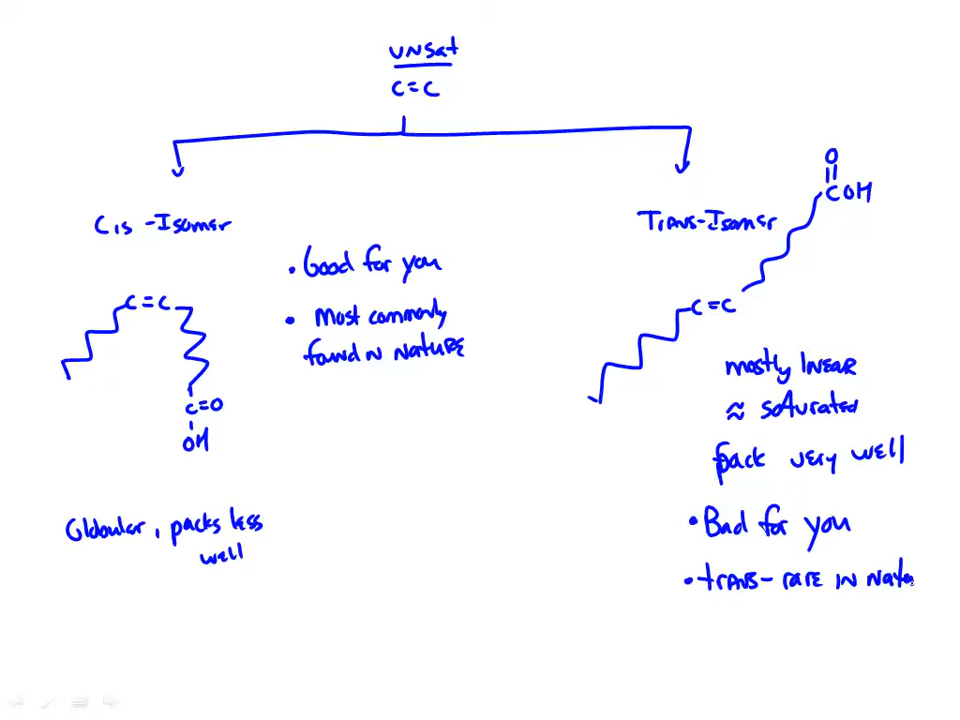 UNSat
C=C
Cis-Isomer
Trans-Isomer
O
COH
• Good for you
• Most commonly
found in nature
C=C
C=O
OH
C=C
mostly linear
≈ saturated
pack very well
Globular, packs less
well
• Bad for you
• trans- rare in natu